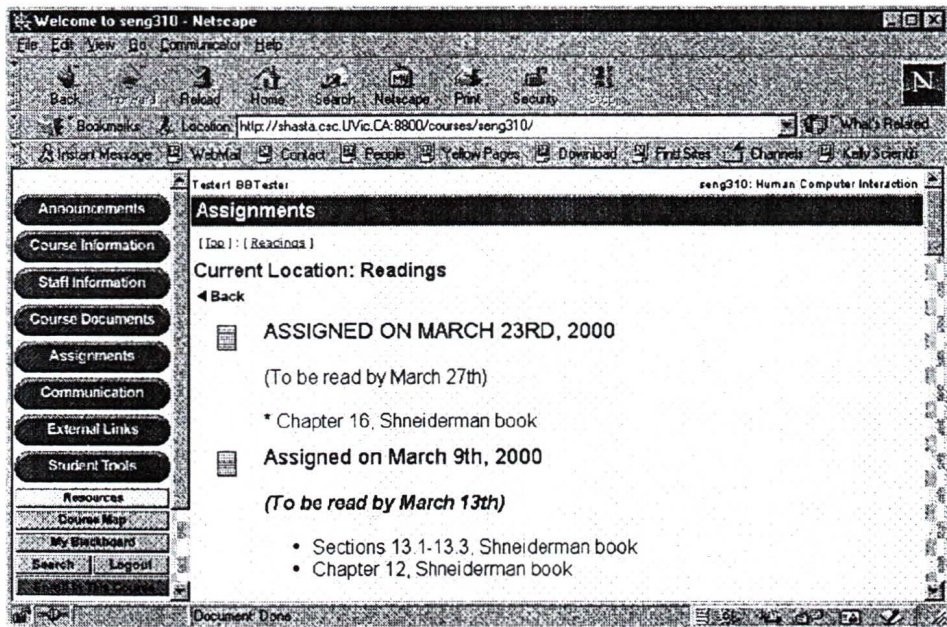 Welcome to seng310 - Netscape
File Edit View Go Communicator Help
Back Forward Reload Home Search Netscape Print Security
Bookmarks Location: http://shasta.csc.UVic.CA:8800/courses/seng310/ What's Related
Instant Message WebMail Contact People Yellow Pages Download Find Sites Channels
Tester1 BBTester seng310: Human Computer Interaction
Announcements
Course Information
Staff Information
Course Documents
Assignments
Communication
External Links
Student Tools
Resources
Course Map
My Blackboard
Search Logout
Assignments
[Top] : [Readings]
Current Location: Readings
Back
ASSIGNED ON MARCH 23RD, 2000
(To be read by March 27th)
* Chapter 16, Shneiderman book
Assigned on March 9th, 2000
(To be read by March 13th)
• Sections 13.1-13.3, Shneiderman book
• Chapter 12, Shneiderman book
Document: Done